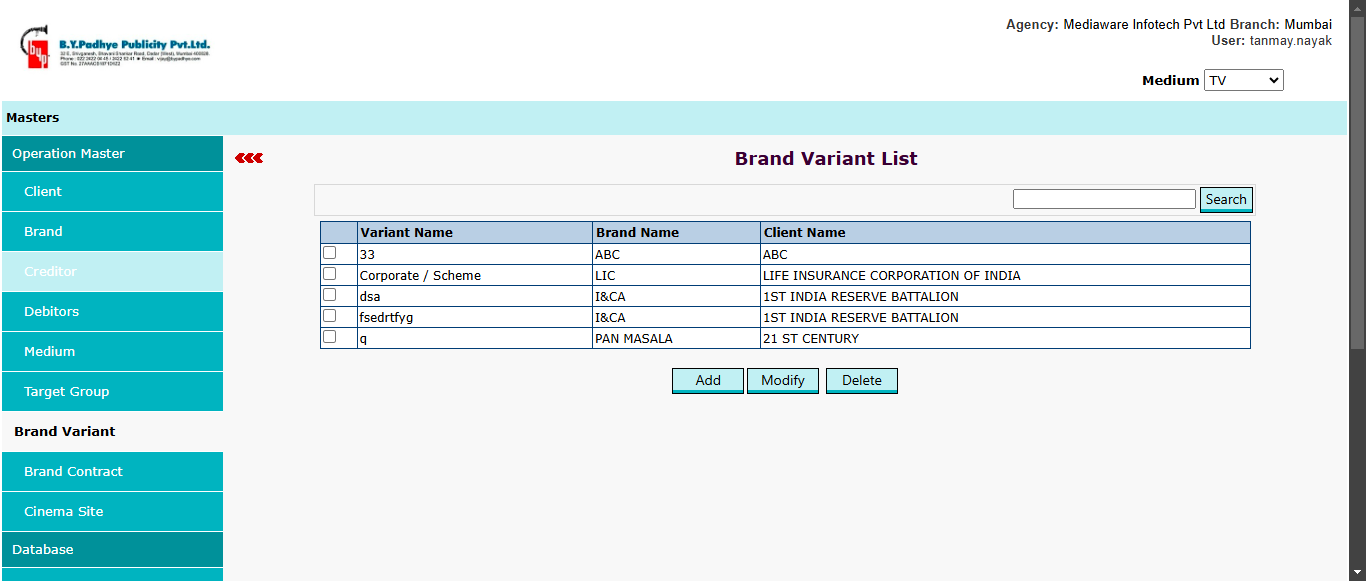 Agency: Mediaware Infotech Pvt Ltd Branch: Mumbai
User: tanmay.nayak
byp
B.Y.Padhye Publicity Pvt.Ltd.
Medium TV
Masters
Operation Master
Client
Brand
Creditor
Debitors
Medium
Target Group
Brand Variant
Brand Contract
Cinema Site
Database
Brand Variant List
Search
Variant Name Brand Name Client Name
33 ABC ABC
Corporate / Scheme LIC LIFE INSURANCE CORPORATION OF INDIA
dsa I&CA 1ST INDIA RESERVE BATTALION
fsedrtfyg I&CA 1ST INDIA RESERVE BATTALION
q PAN MASALA 21 ST CENTURY
Add Modify Delete